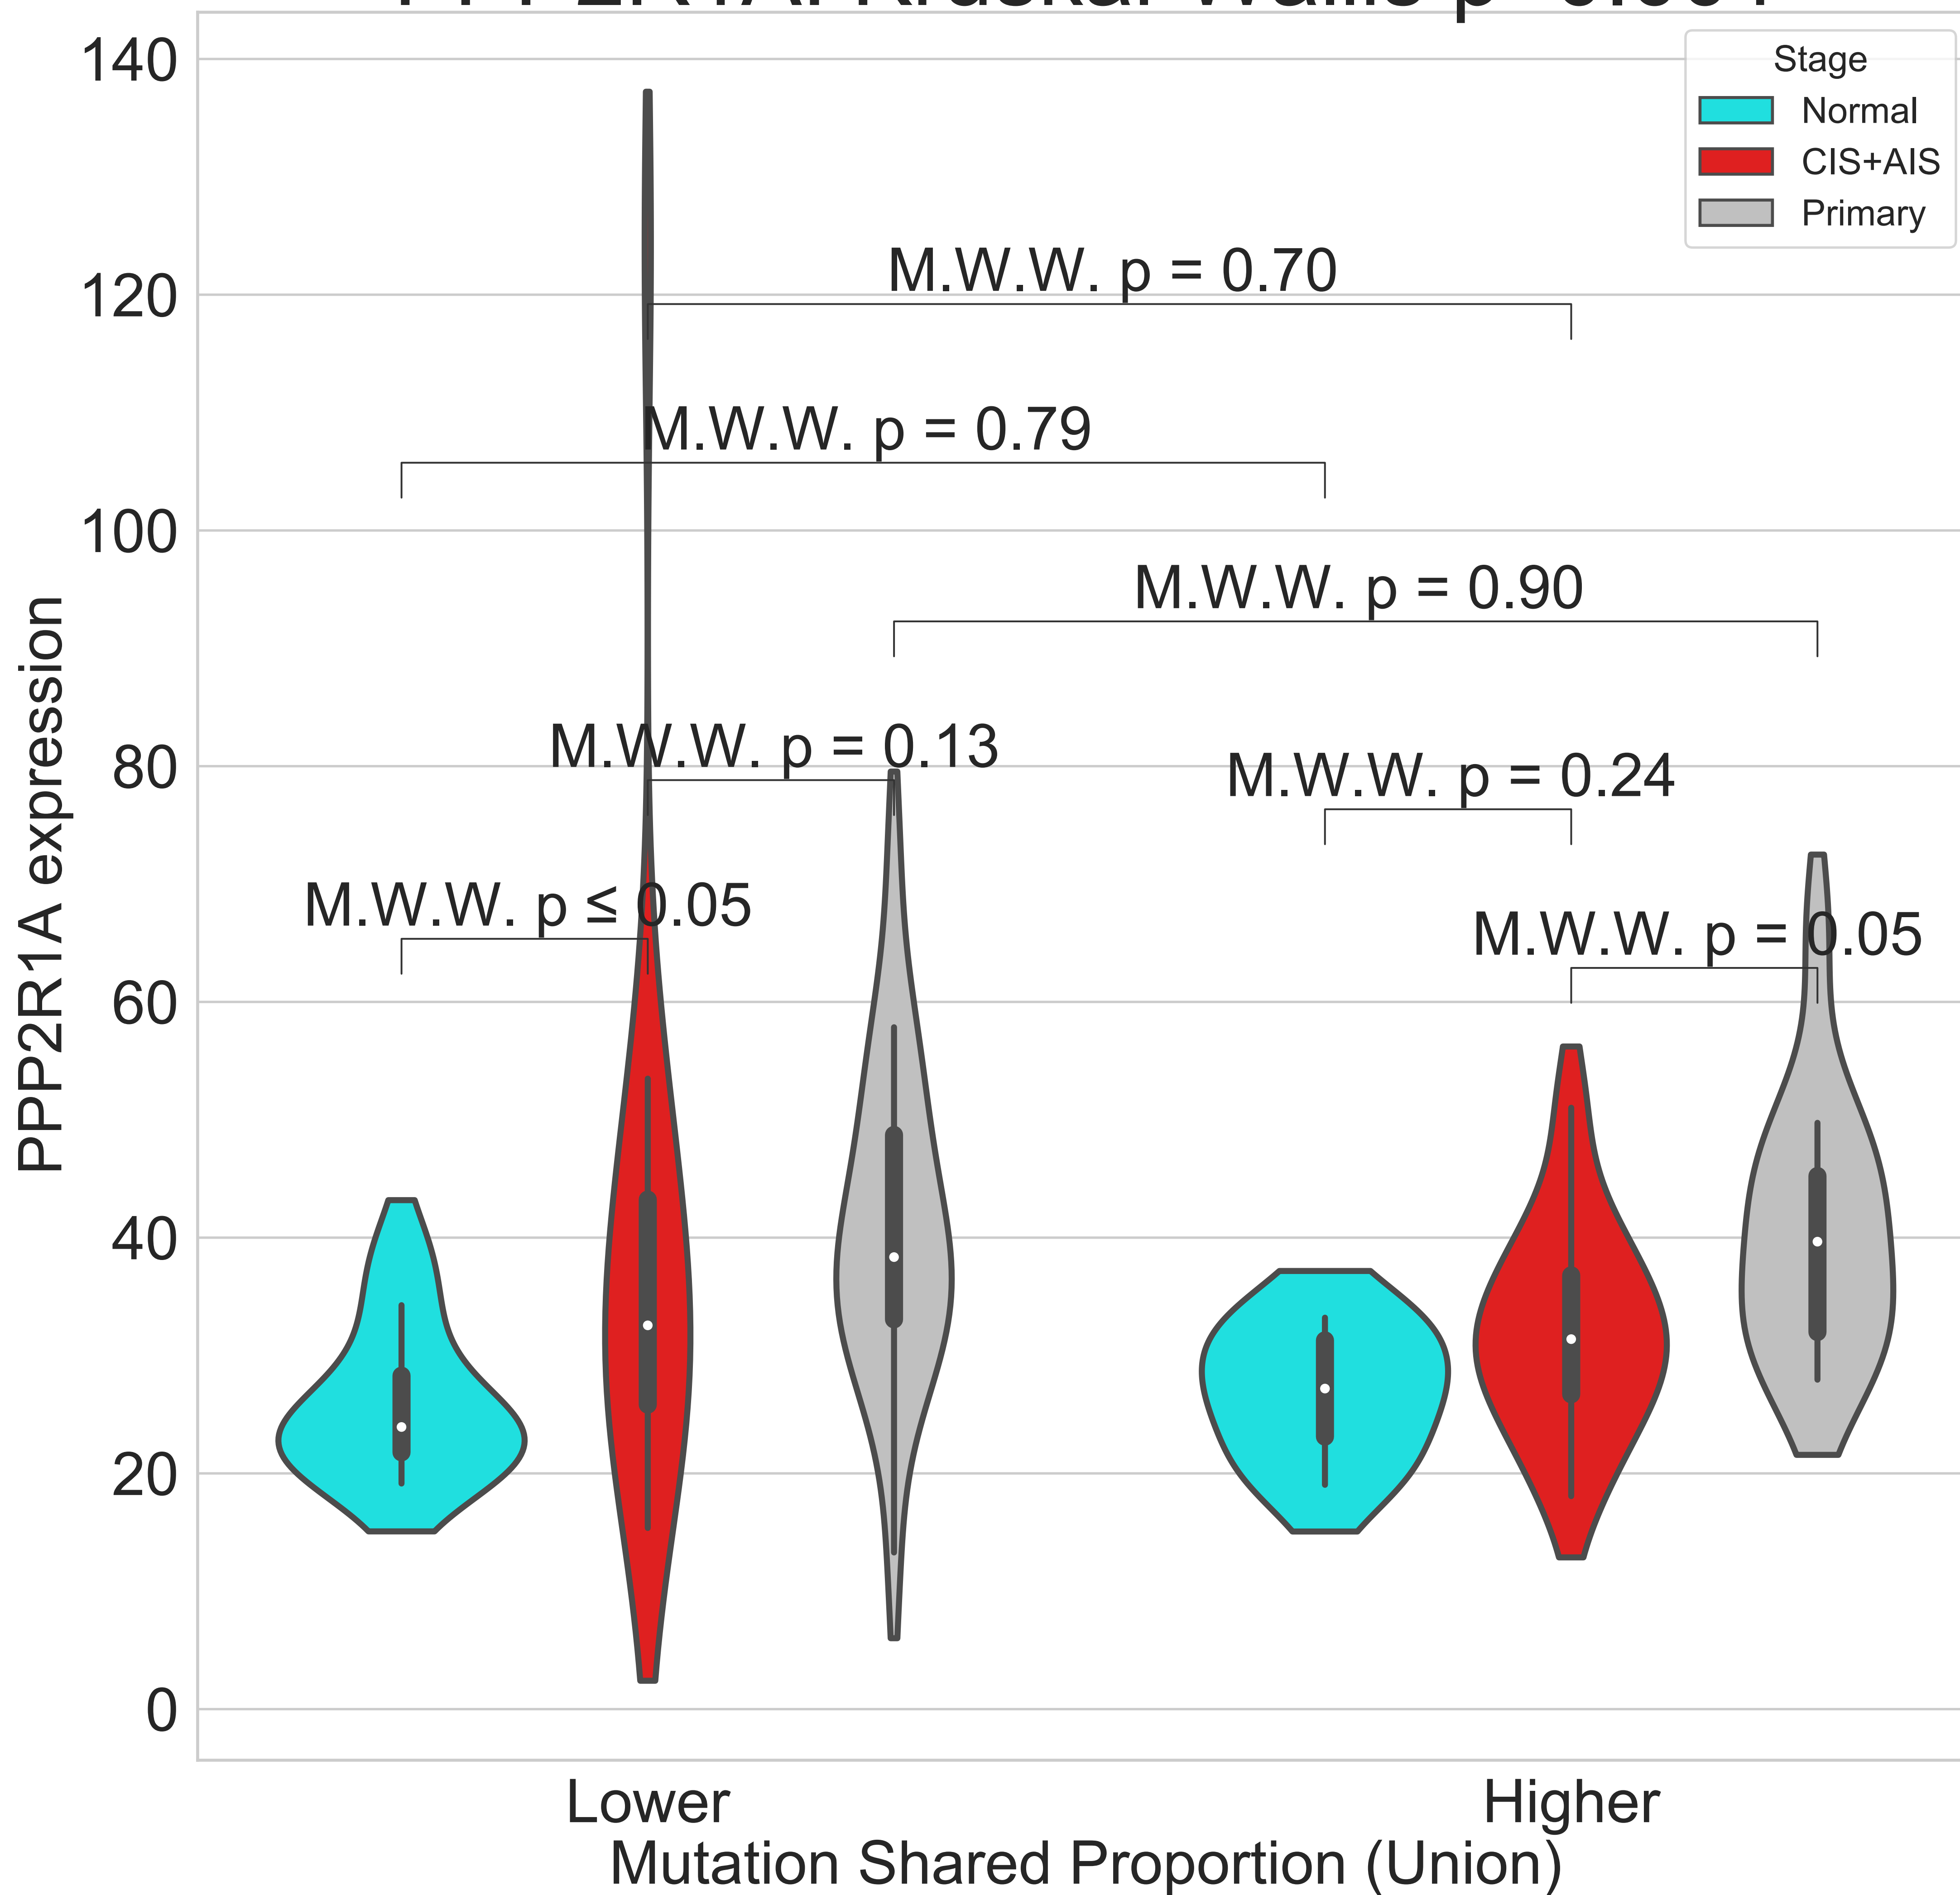 140
120
100
80
60
40
20
0
PPP2R1A expression
Stage
Normal
CIS+AIS
Primary
M.W.W. p = 0.70
M.W.W. p = 0.79
M.W.W. p = 0.90
M.W.W. p = 0.13
M.W.W. p = 0.24
M.W.W. p ≤ 0.05
M.W.W. p = 0.05
Lower
Higher
Mutation Shared Proportion (Union)